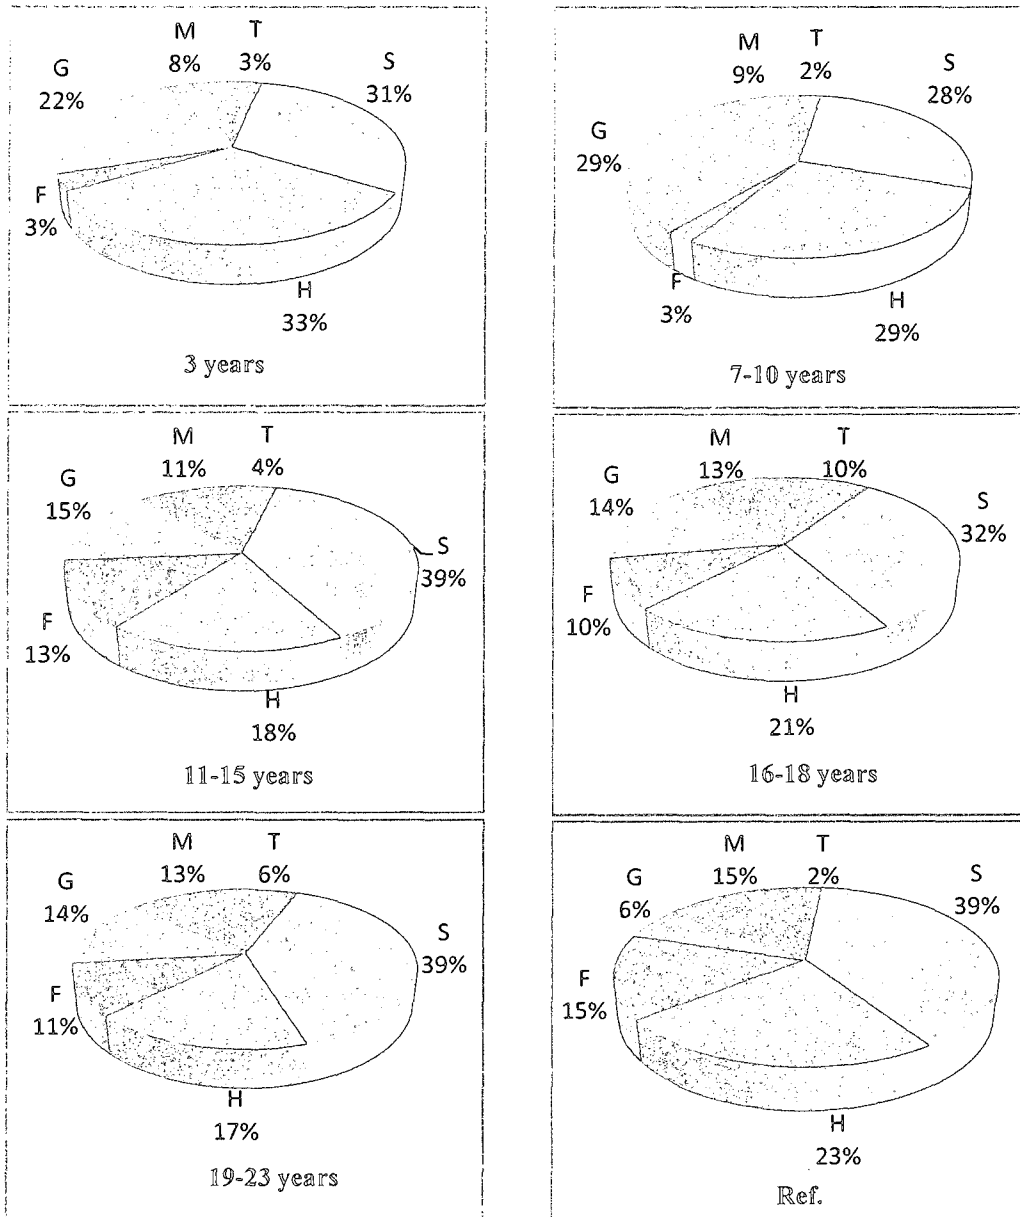 M T
G 8% 3% S
22% 31%
F
3%
H
33%
3 years
M T
9% 2% S
G 28%
29%
F
3% H
29%
7-10 years
M T
G 11% 4%
15% S
39%
F
13%
H
18%
11-15 years
M T
G 13% 10% S
14% 32%
F
10%
H
21%
16-18 years
M T
G 13% 6%
14% S
39%
F
11%
H
17%
19-23 years
M T
G 15% 2% S
6% 39%
F
15%
H
23%
Ref.